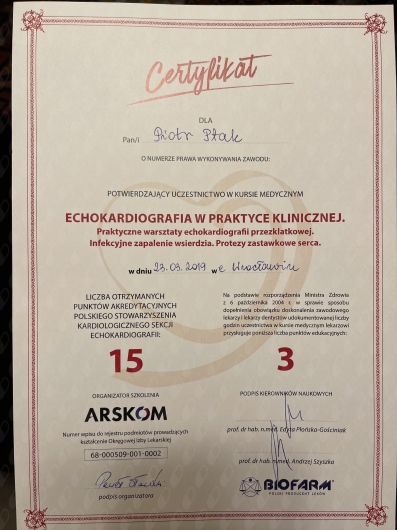 Certyfikat
DLA
Pan/i Piotr Ptak
O NUMERZE PRAWA WYKONYWANIA ZAWODU:
POTWIERDZAJĄCY UCZESTNICTWO W KURSIE MEDYCZNYM
ECHOKARDIOGRAFIA W PRAKTYCE KLINICZNEJ.
Praktyczne warsztaty echokardiografii przezklatkowej.
Infekcyjne zapalenie wsierdzia. Protezy zastawkowe serca.
w dniu 23.03.2019 w e Wrocławiu
LICZBA OTRZYMANYCH
PUNKTÓW AKREDYTACYJNYCH
POLSKIEGO STOWARZYSZENIA
KARDIOLOGICZNEGO SEKCJI
ECHOKARDIOGRAFII:
15
Na podstawie rozporządzenia Ministra Zdrowia
z 6 października 2004 r. w sprawie sposobu
dopełnienia obowiązku doskonalenia zawodowego
lekarzy i lekarzy dentystów udokumentowanej liczby
godzin uczestnictwa w kursie medycznym lekarzowi
przysługuje poniższa liczba punktów edukacyjnych:
3
ORGANIZATOR SZKOLENIA
ARSKOM
Numer wpisu do rejestru podmiotów prowadzących
kształcenie Okręgowej Izby Lekarskiej
68-000509-001-0002
podpis organizatora
PODPIS KIEROWNIKÓW NAUKOWYCH
prof. dr hab. n.med. Edyta Płońska-Gościniak
prof. dr hab. n.med. Andrzej Szyszka
BIOFARM
POLSKI PRODUCENT LEKÓW